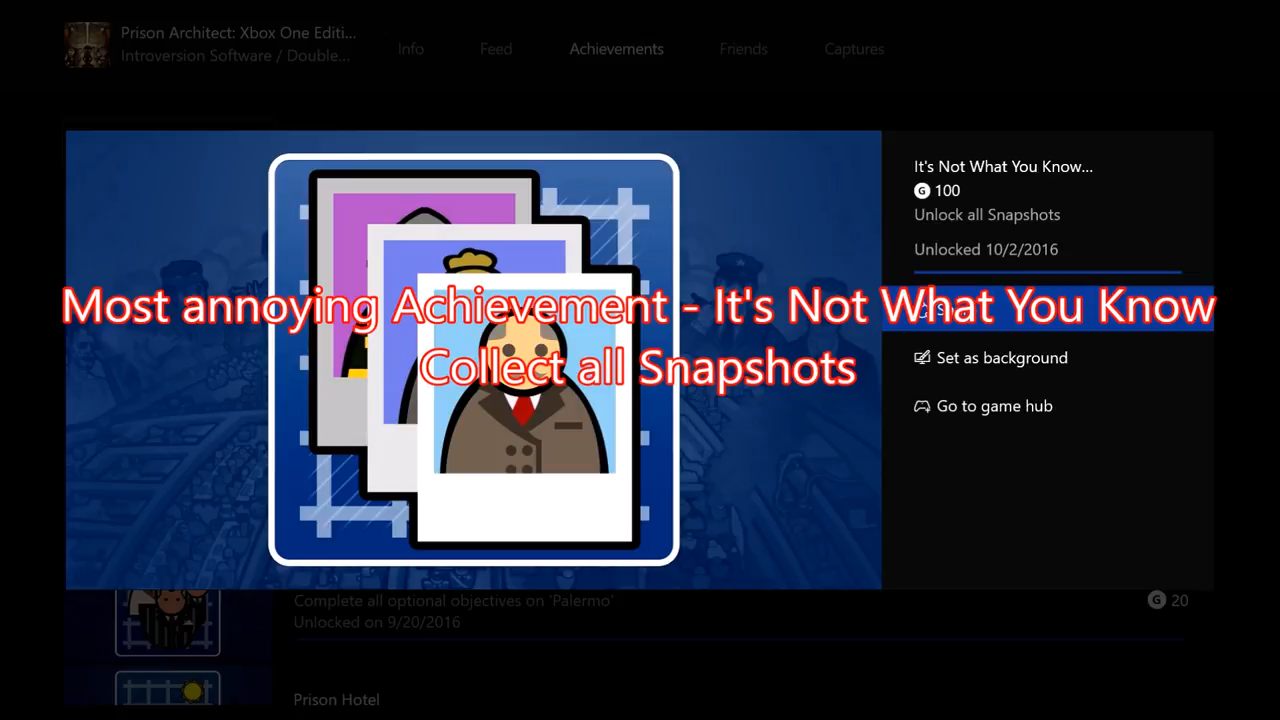 Prison Architect: Xbox One Editi...
Introversion Software / Double...
Info
Feed
Achievements
Friends
Captures
It's Not What You Know...
G 100
Unlock all Snapshots
Unlocked 10/2/2016
Most annoying Achievement - It's Not What You Know
Collect all Snapshots
Set as background
Go to game hub
Complete all optional objectives on 'Palermo'
G 20
Unlocked on 9/20/2016
Prison Hotel